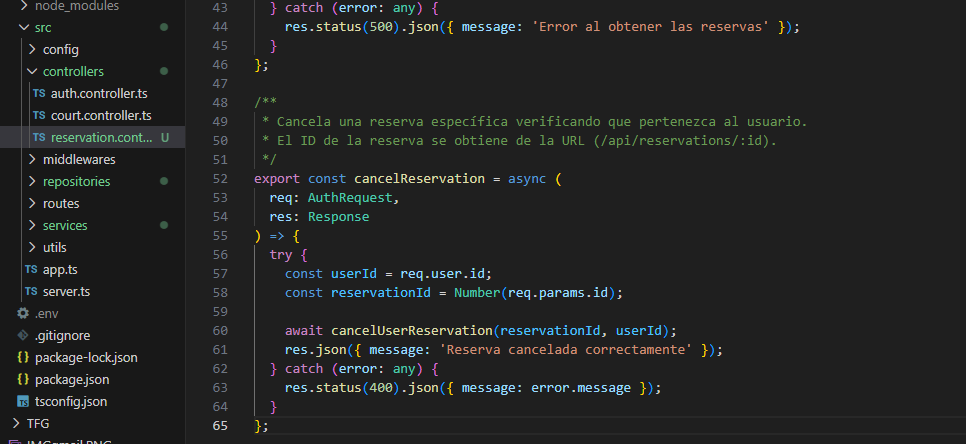 node_modules
src
config
controllers
TS auth.controller.ts
TS court.controller.ts
TS reservation.cont... U
middlewares
repositories
routes
services
utils
TS app.ts
TS server.ts
.env
.gitignore
{} package-lock.json
{} package.json
TS tsconfig.json
TFG
43 } catch (error: any) {
44 res.status(500).json({ message: 'Error al obtener las reservas' });
45 }
46 };
47
48 /**
49 * Cancela una reserva específica verificando que pertenezca al usuario.
50 * El ID de la reserva se obtiene de la URL (/api/reservations/:id).
51 */
52 export const cancelReservation = async (
53 req: AuthRequest,
54 res: Response
55 ) => {
56 try {
57 const userId = req.user.id;
58 const reservationId = Number(req.params.id);
59
60 await cancelUserReservation(reservationId, userId);
61 res.json({ message: 'Reserva cancelada correctamente' });
62 } catch (error: any) {
63 res.status(400).json({ message: error.message });
64 }
65 };